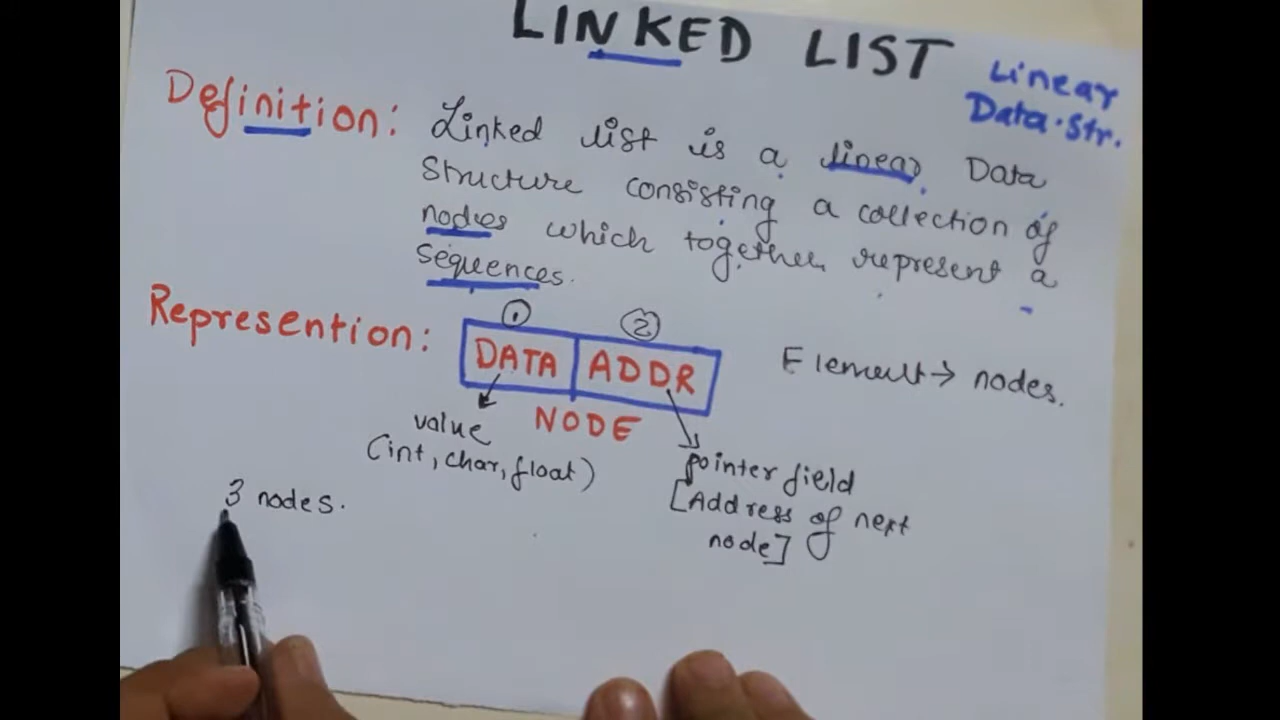 LINKED LIST
Linear
Data.Str.
Definition: Linked list is a linear Data
Structure consisting a collection of
nodes which together represent a
sequences.
Represention:
1 2
DATA ADDR
NODE
Element → nodes.
value
(int, char, float)
pointer field
[Address of next
node]
3 nodes.